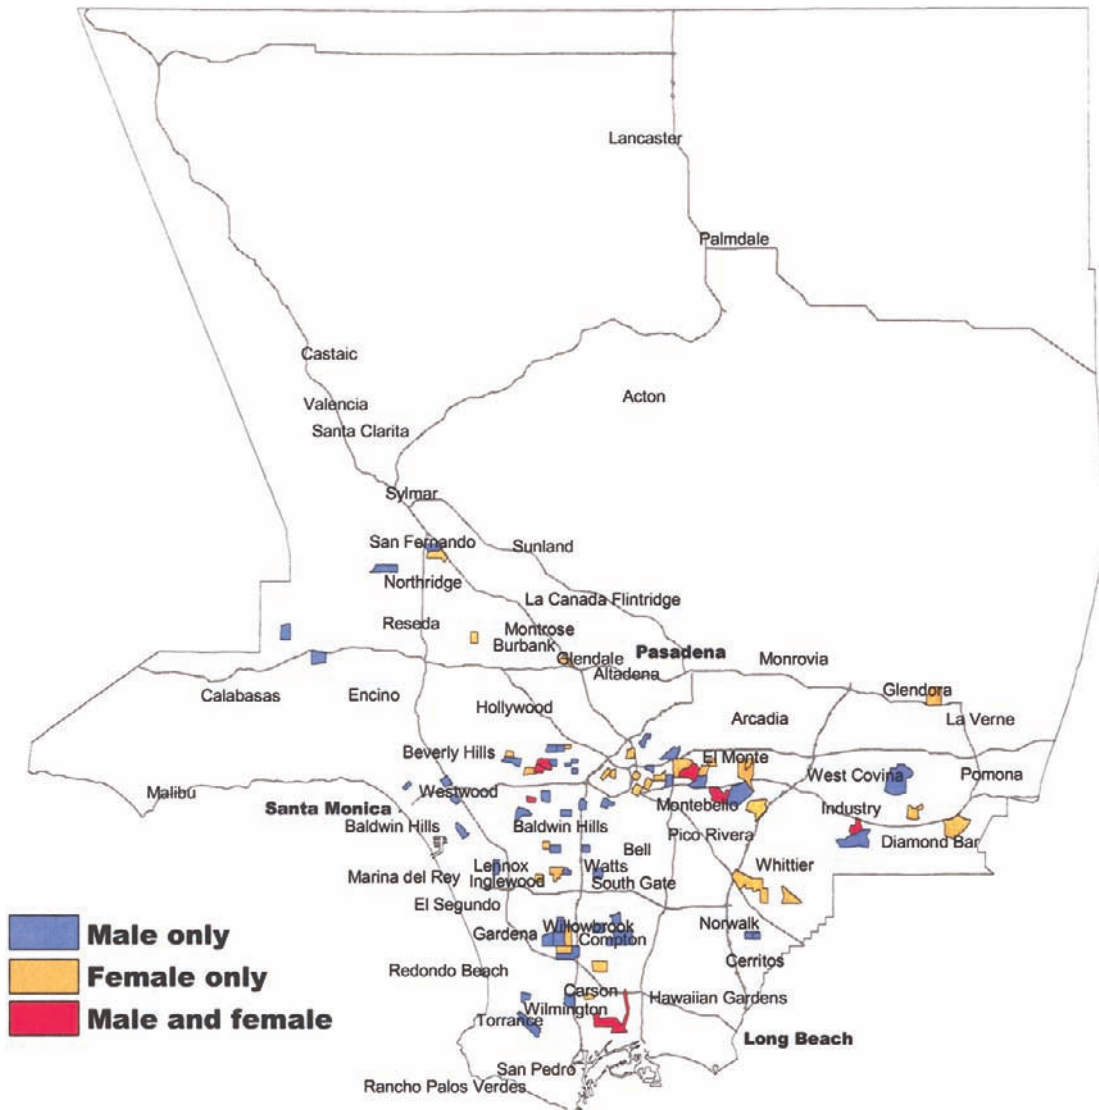 Lancaster
Palmdale
Castaic
Acton
Valencia
Santa Clarita
Sylmar
San Fernando
Sunland
Northridge
La Canada Flintridge
Reseda
Montrose
Burbank
Pasadena
Glendale
Monrovia
Altadena
Calabasas
Encino
Glendora
Hollywood
La Verne
Arcadia
Beverly Hills
El Monte
West Covina
Pomona
Malibu
Westwood
Santa Monica
Montebello
Industry
Baldwin Hills
Baldwin Hills
Pico Rivera
Diamond Bar
Bell
Lennox
Watts
Whittier
Marina del Rey
Inglewood
South Gate
El Segundo
Willowbrook
Norwalk
Gardena
Compton
Male only
Cerritos
Redondo Beach
Female only
Carson
Hawaiian Gardens
Wilmington
Male and female
Torrance
Long Beach
San Pedro
Rancho Palos Verdes